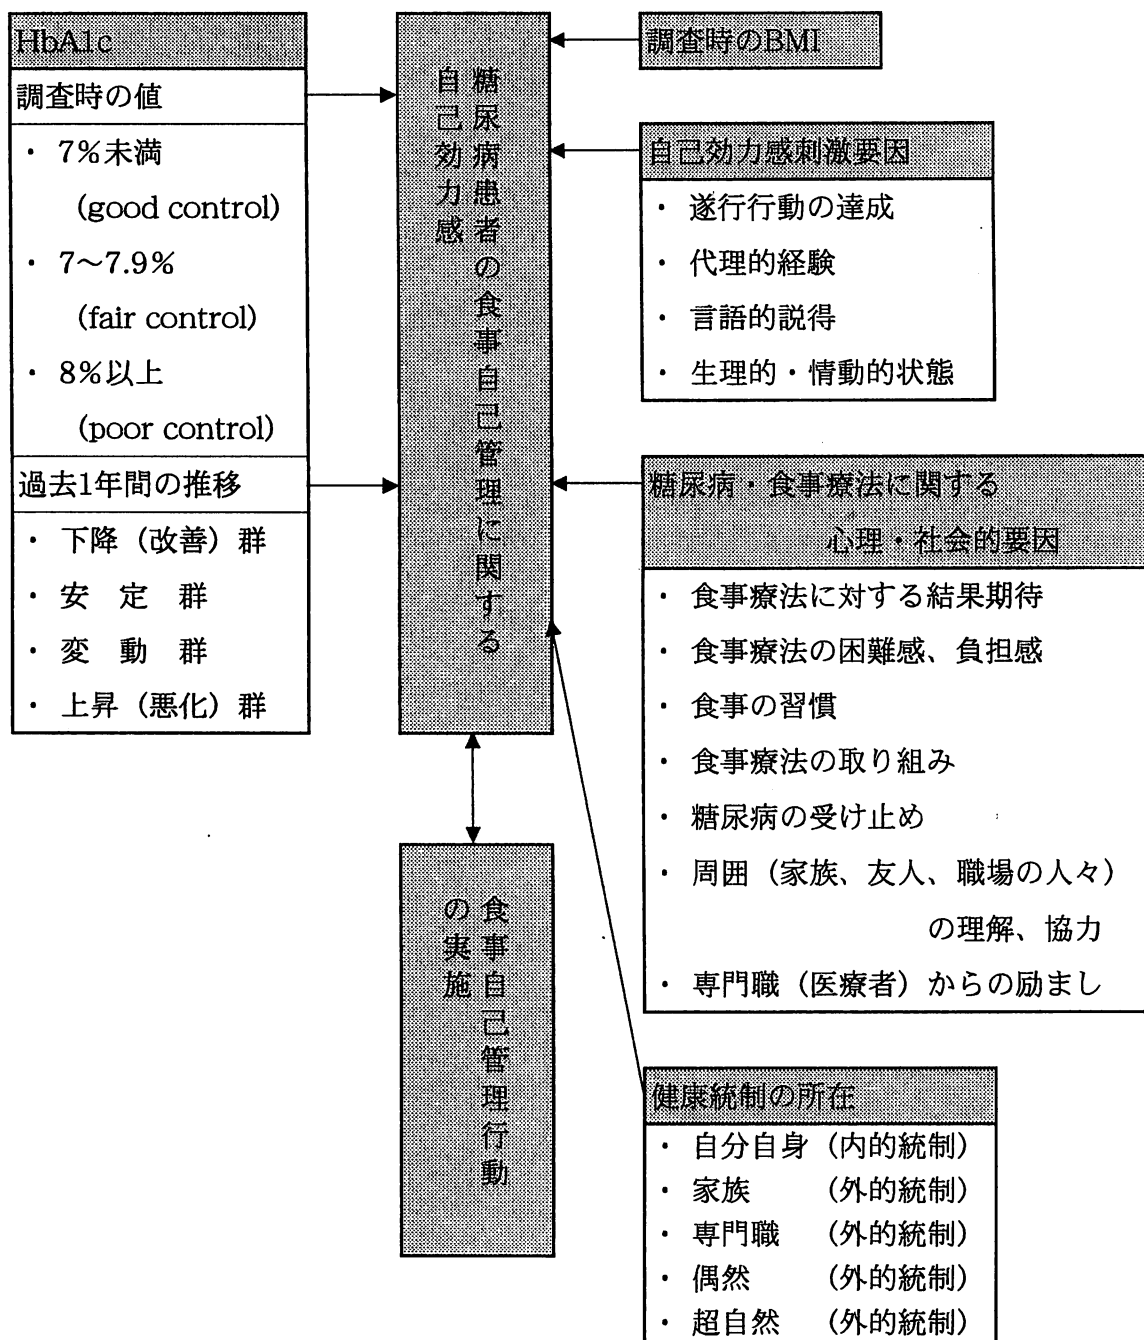 HbA1c
調査時の値
・ 7%未満
(good control)
・ 7〜7.9%
(fair control)
・ 8%以上
(poor control)
過去1年間の推移
・ 下降（改善）群
・ 安 定 群
・ 変 動 群
・ 上昇（悪化）群
糖尿病患者の食事自己管理に関する
自己効力感
食事自己管理行動
の実施
調査時のBMI
自己効力感刺激要因
・ 遂行行動の達成
・ 代理的経験
・ 言語的説得
・ 生理的・情動的状態
糖尿病・食事療法に関する
心理・社会的要因
・ 食事療法に対する結果期待
・ 食事療法の困難感、負担感
・ 食事の習慣
・ 食事療法の取り組み
・ 糖尿病の受け止め
・ 周囲（家族、友人、職場の人々）
の理解、協力
・ 専門職（医療者）からの励まし
健康統制の所在
・ 自分自身（内的統制）
・ 家族 （外的統制）
・ 専門職 （外的統制）
・ 偶然 （外的統制）
・ 超自然 （外的統制）